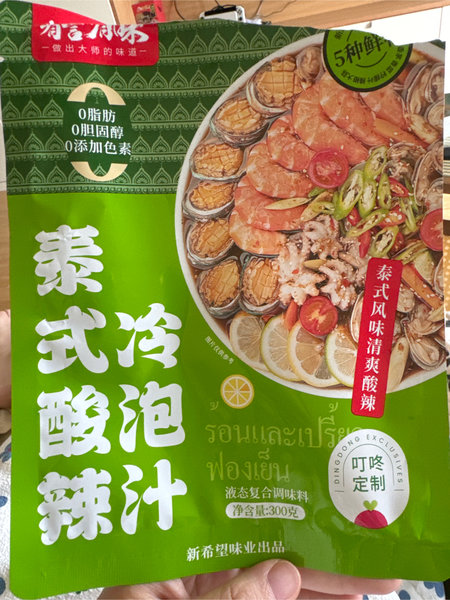 有言有味
做出大师的味道
0脂肪
0胆固醇
0添加色素
5种鲜
泰式酸辣
冷泡汁
泰式风味清爽酸辣
图片仅供参考
ร้อนและเปรี้ยว
ฟองเย็น
液态复合调味料
净含量:300克
DINGDONG EXCLUSIVES
叮咚
定制
新希望味业出品